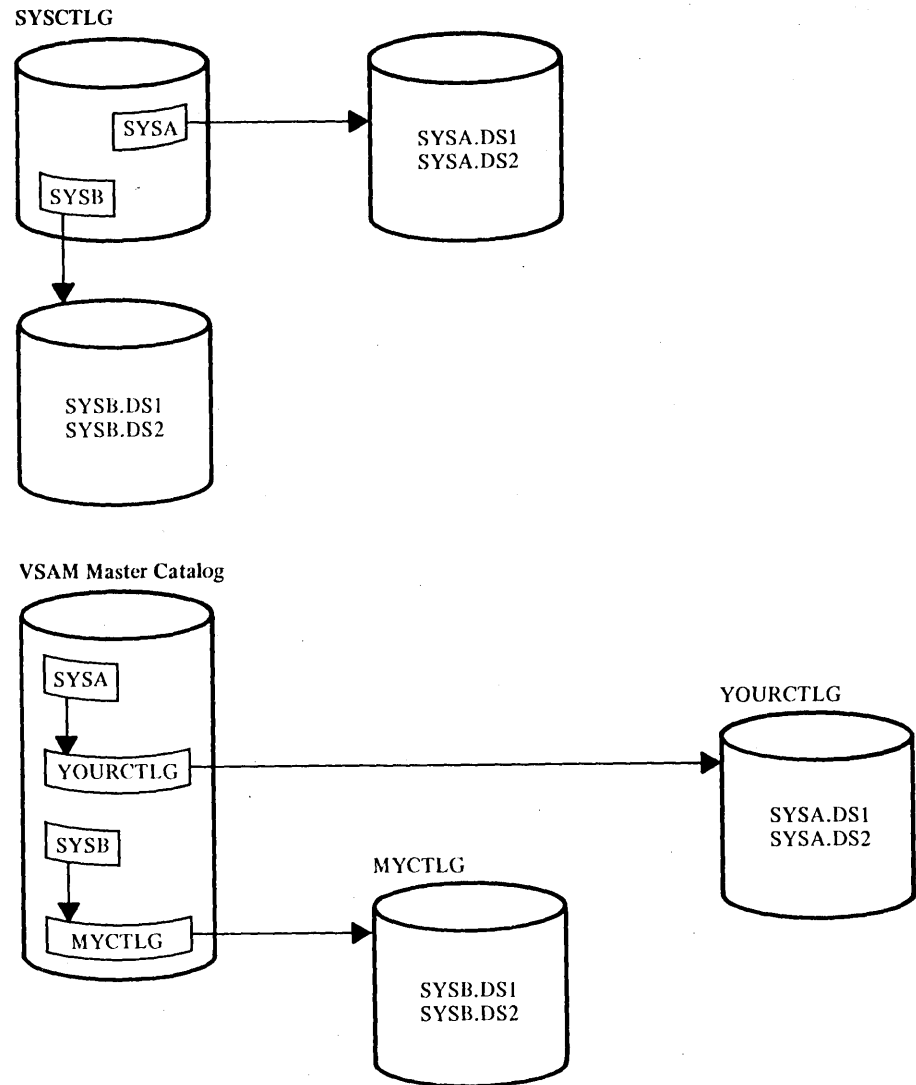 SYSCTLG
SYSA
SYSA.DS1
SYSA.DS2
SYSB
SYSB.DS1
SYSB.DS2
VSAM Master Catalog
SYSA
YOURCTLG
YOURCTLG
SYSA.DS1
SYSA.DS2
SYSB
MYCTLG
MYCTLG
SYSB.DS1
SYSB.DS2